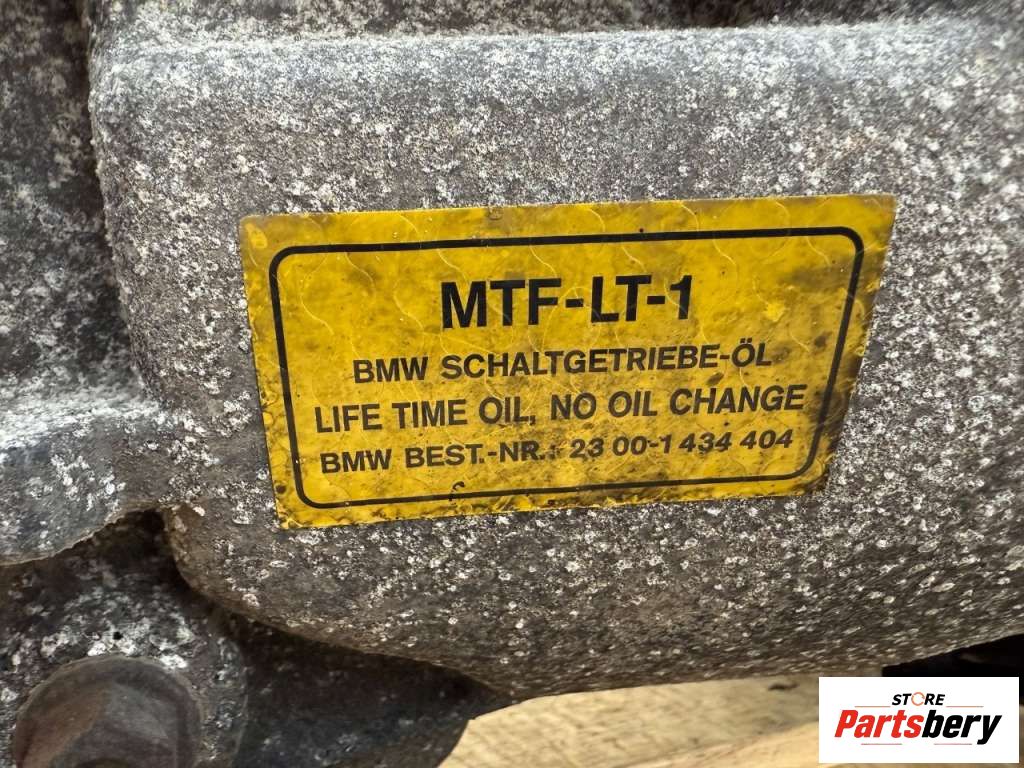 MTF-LT-1
BMW SCHALTGETRIEBE-ÖL
LIFE TIME OIL, NO OIL CHANGE
BMW BEST.-NR.: 23 00-1 434 404
STORE
Partsbery